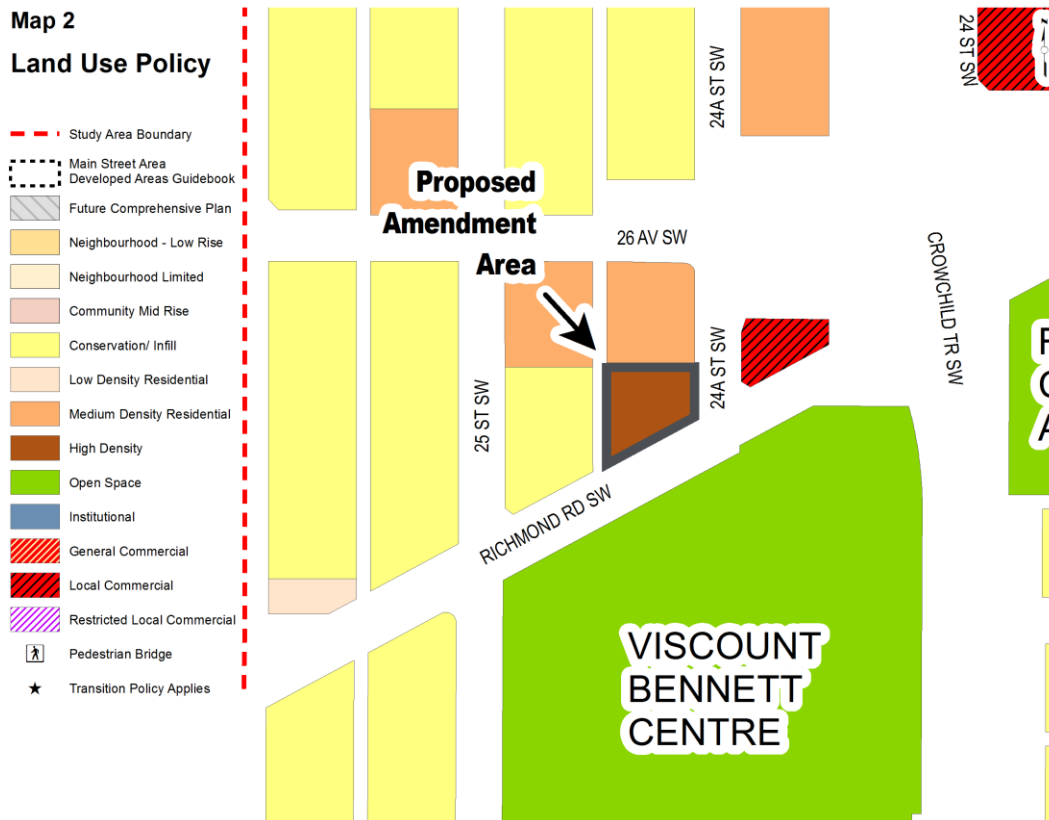 Map 2
Land Use Policy
Study Area Boundary
Main Street Area
Developed Areas Guidebook
Future Comprehensive Plan
Neighbourhood - Low Rise
Neighbourhood Limited
Community Mid Rise
Conservation/ Infill
Low Density Residential
Medium Density Residential
High Density
Open Space
Institutional
General Commercial
Local Commercial
Restricted Local Commercial
Pedestrian Bridge
Transition Policy Applies
24A ST SW
24 ST SW
Proposed
Amendment
Area
26 AV SW
CROWCHILD TR SW
25 ST SW
24A ST SW
RICHMOND RD SW
VISCOUNT
BENNETT
CENTRE